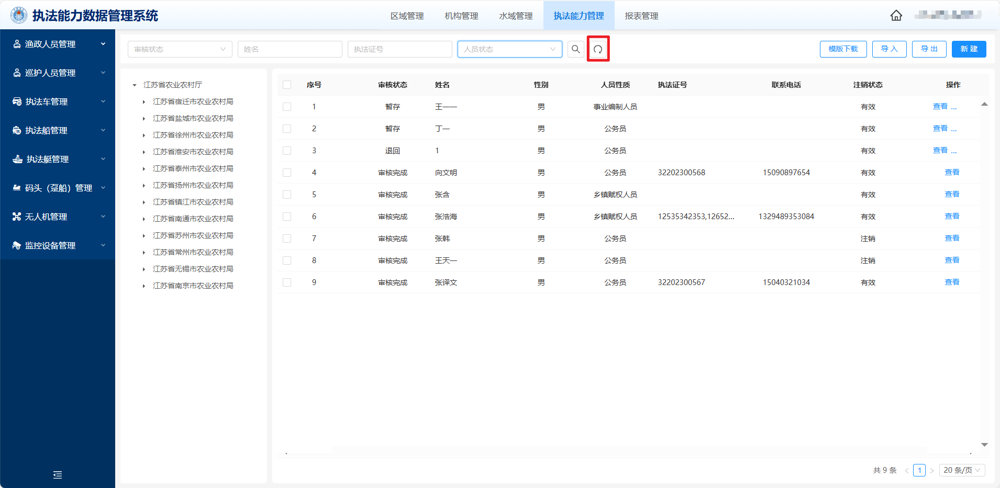 执法能力数据管理系统
区域管理 机构管理 水域管理 执法能力管理 报表管理
渔政人员管理
巡护人员管理
执法车管理
执法船管理
执法艇管理
码头（趸船）管理
无人机管理
监控设备管理
审核状态 姓名 执法证号 人员状态 模版下载 导 入 导 出 新 建
江苏省农业农村厅
江苏省宿迁市农业农村局
江苏省盐城市农业农村局
江苏省徐州市农业农村局
江苏省淮安市农业农村局
江苏省泰州市农业农村局
江苏省扬州市农业农村局
江苏省镇江市农业农村局
江苏省南通市农业农村局
江苏省苏州市农业农村局
江苏省常州市农业农村局
江苏省无锡市农业农村局
江苏省南京市农业农村局
序号 审核状态 姓名 性别 人员性质 执法证号 联系电话 注销状态 操作
1 暂存 王一一 男 事业编制人员 有效 查看 ...
2 暂存 丁一 男 公务员 有效 查看 ...
3 退回 1 男 公务员 有效 查看 ...
4 审核完成 向文明 男 公务员 32202300568 15090897654 有效 查看
5 审核完成 张含 男 乡镇赋权人员 有效 查看
6 审核完成 张浩海 男 乡镇赋权人员 12535342353,12652... 1329489353084 有效 查看
7 审核完成 张韩 男 公务员 注销 查看
8 审核完成 王天一 男 公务员 注销 查看
9 审核完成 张译文 男 公务员 32202300567 15040321034 有效 查看
共 9 条 < 1 > 20 条/页